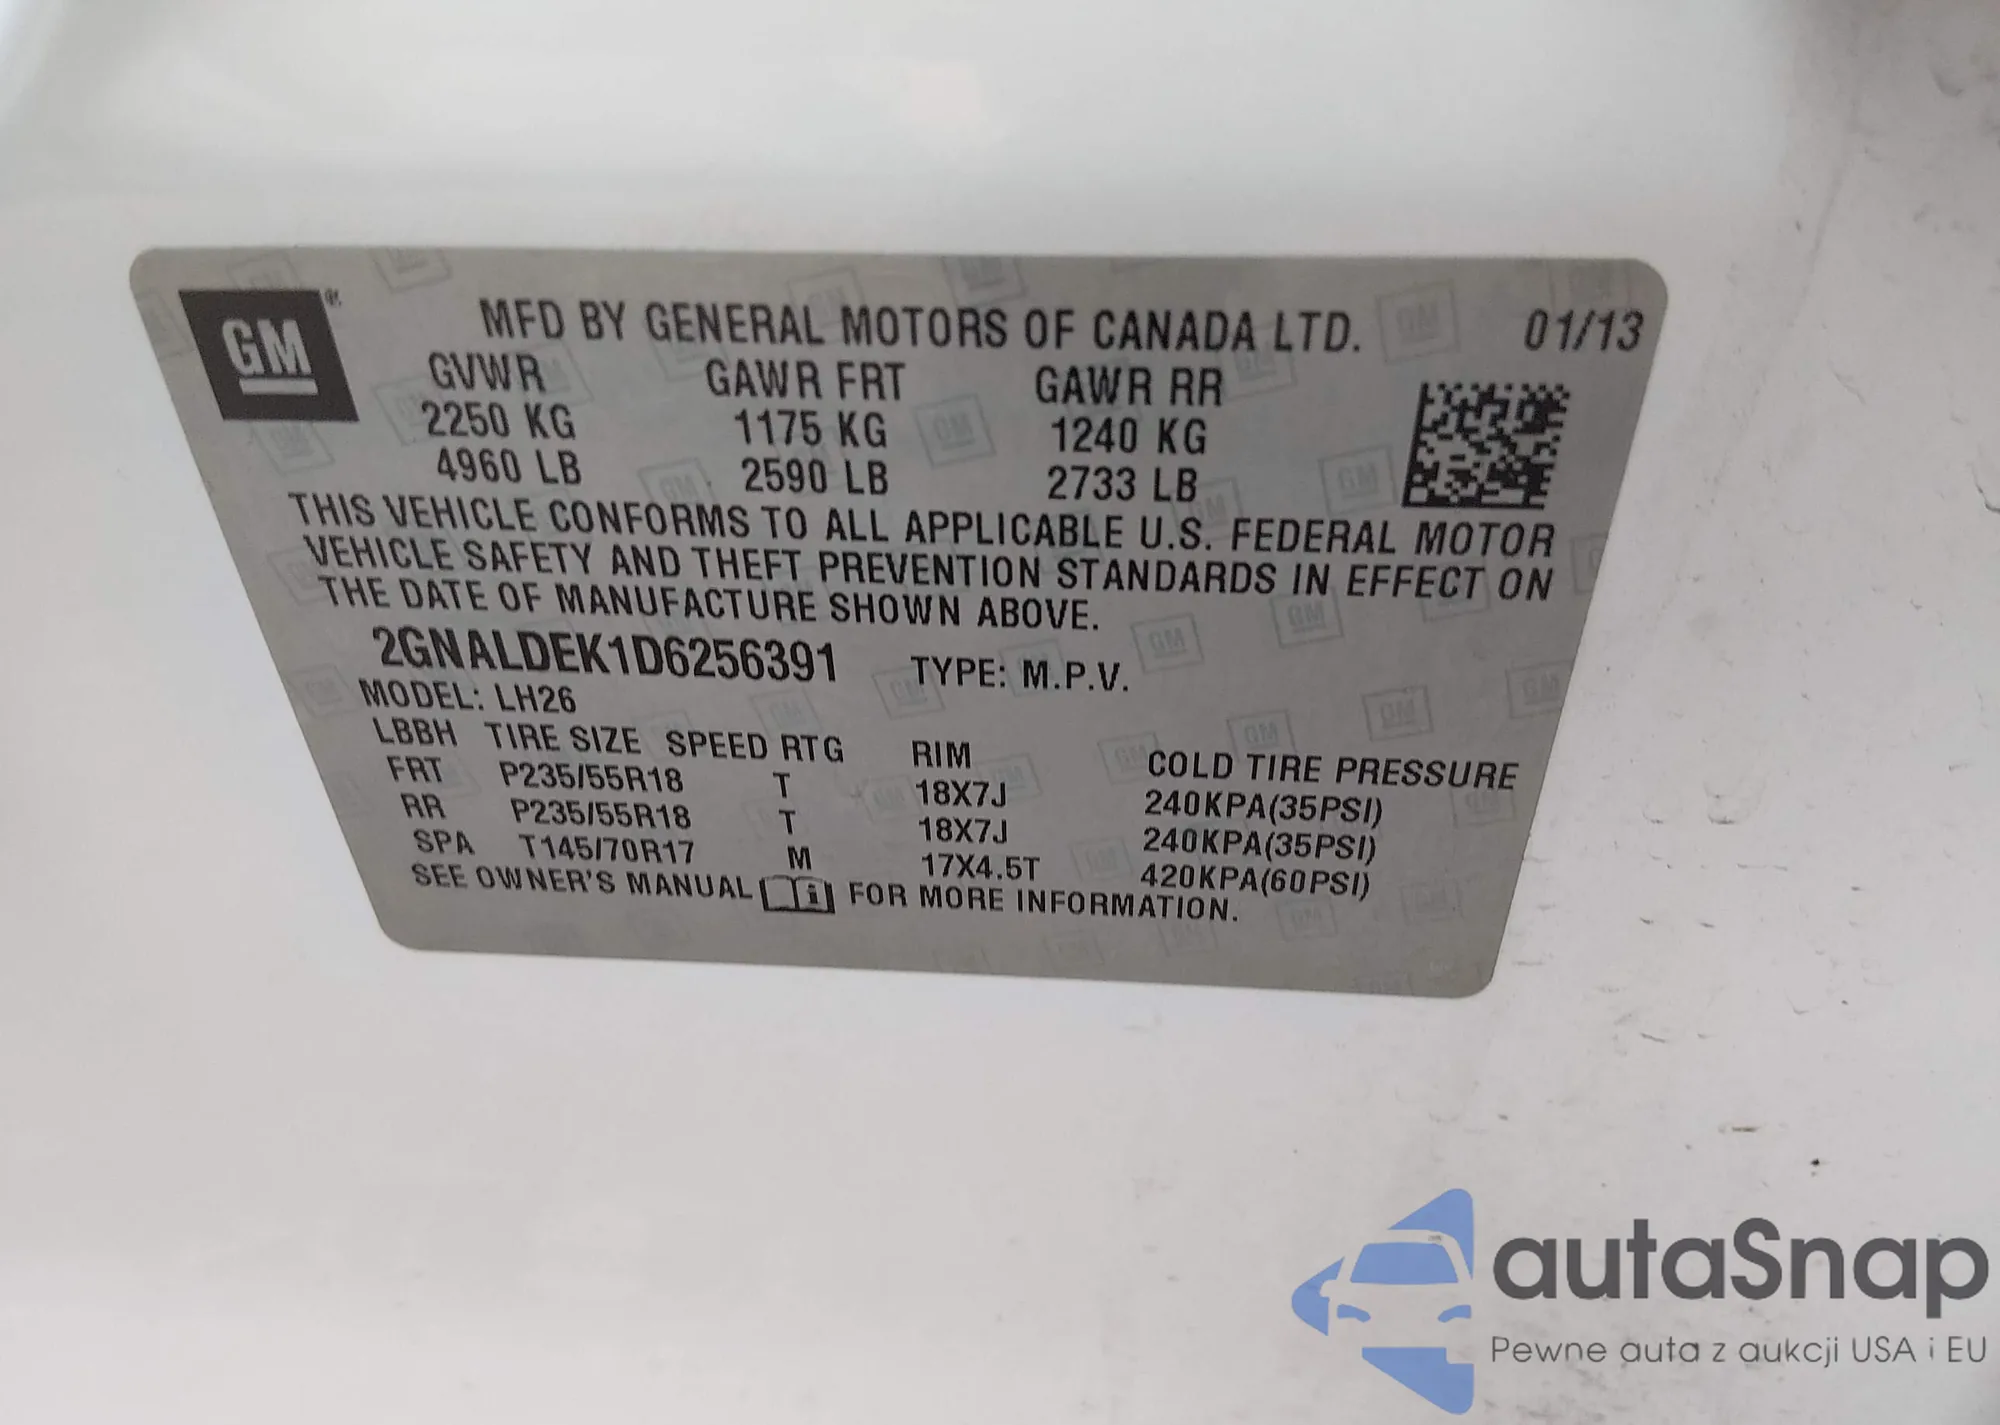 GM ®
MFD BY GENERAL MOTORS OF CANADA LTD. 01/13
GVWR GAWR FRT GAWR RR
2250 KG 1175 KG 1240 KG
4960 LB 2590 LB 2733 LB
THIS VEHICLE CONFORMS TO ALL APPLICABLE U.S. FEDERAL MOTOR
VEHICLE SAFETY AND THEFT PREVENTION STANDARDS IN EFFECT ON
THE DATE OF MANUFACTURE SHOWN ABOVE.
2GNALDEK1D6256391 TYPE: M.P.V.
MODEL: LH26
LBBH TIRE SIZE SPEED RTG RIM COLD TIRE PRESSURE
FRT P235/55R18 T 18X7J 240KPA(35PSI)
RR P235/55R18 T 18X7J 240KPA(35PSI)
SPA T145/70R17 M 17X4.5T 420KPA(60PSI)
SEE OWNER'S MANUAL i FOR MORE INFORMATION.
autaSnap
Pewne auta z aukcji USA i EU